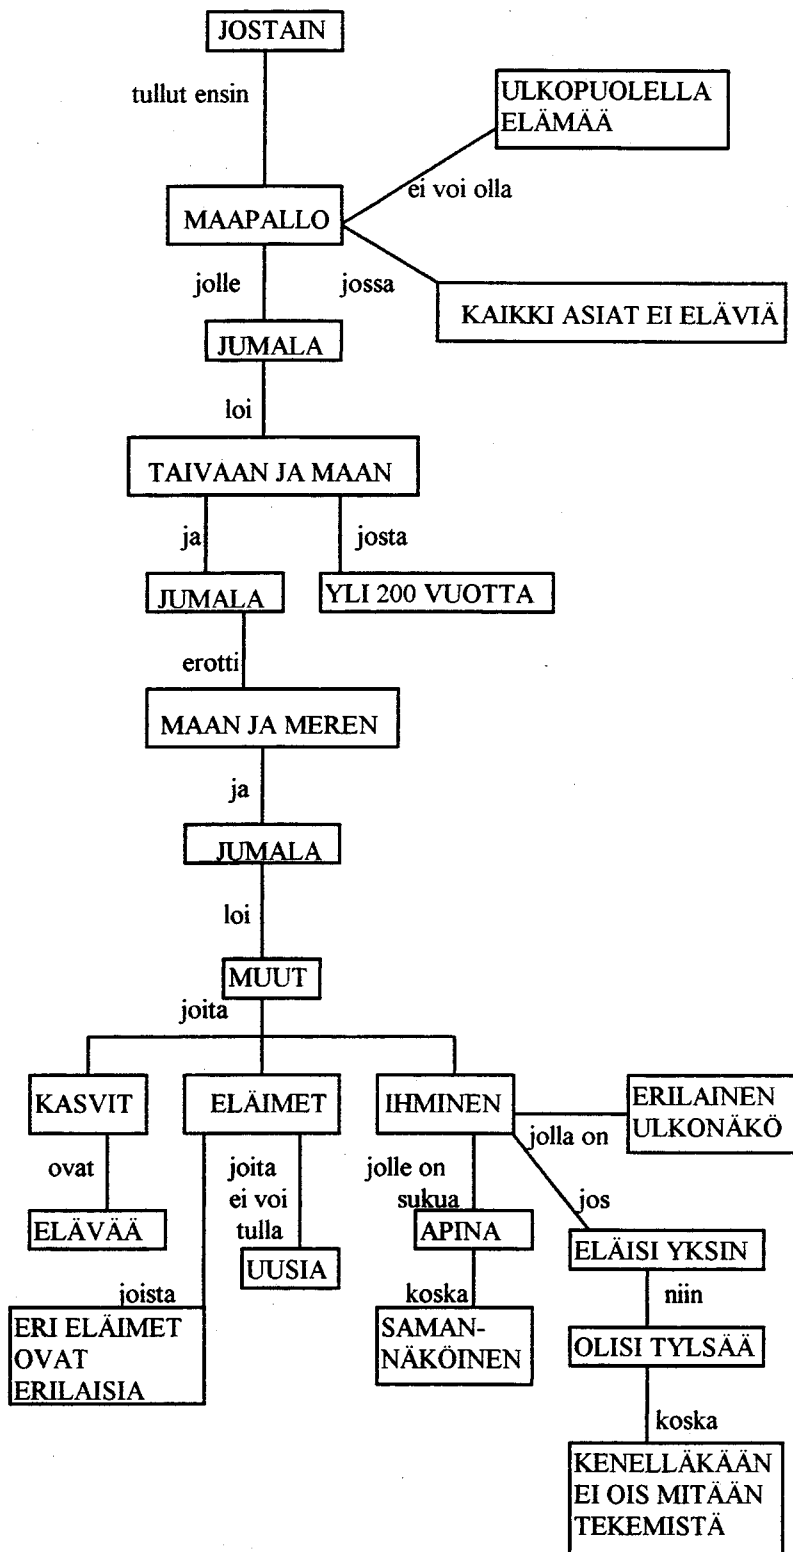 JOSTAIN
tullut ensin
ULKOPUOLELLA
ELÄMÄÄ
ei voi olla
MAAPALLO
jolle
jossa
KAIKKI ASIAT EI ELÄVIÄ
JUMALA
loi
TAIVAAN JA MAAN
ja
josta
JUMALA
YLI 200 VUOTTA
erotti
MAAN JA MEREN
ja
JUMALA
loi
MUUT
joita
KASVIT
ELÄIMET
IHMINEN
ERILAINEN
ULKONÄKÖ
jolla on
ovat
joita
ei voi
tulla
jolle on
sukua
jos
ELÄVÄÄ
UUSIA
APINA
ELÄISI YKSIN
joista
koska
niin
ERI ELÄIMET
OVAT
ERILAISIA
SAMAN-
NÄKÖINEN
OLISI TYLSÄÄ
koska
KENELLÄKÄÄN
EI OIS MITÄÄN
TEKEMISTÄ